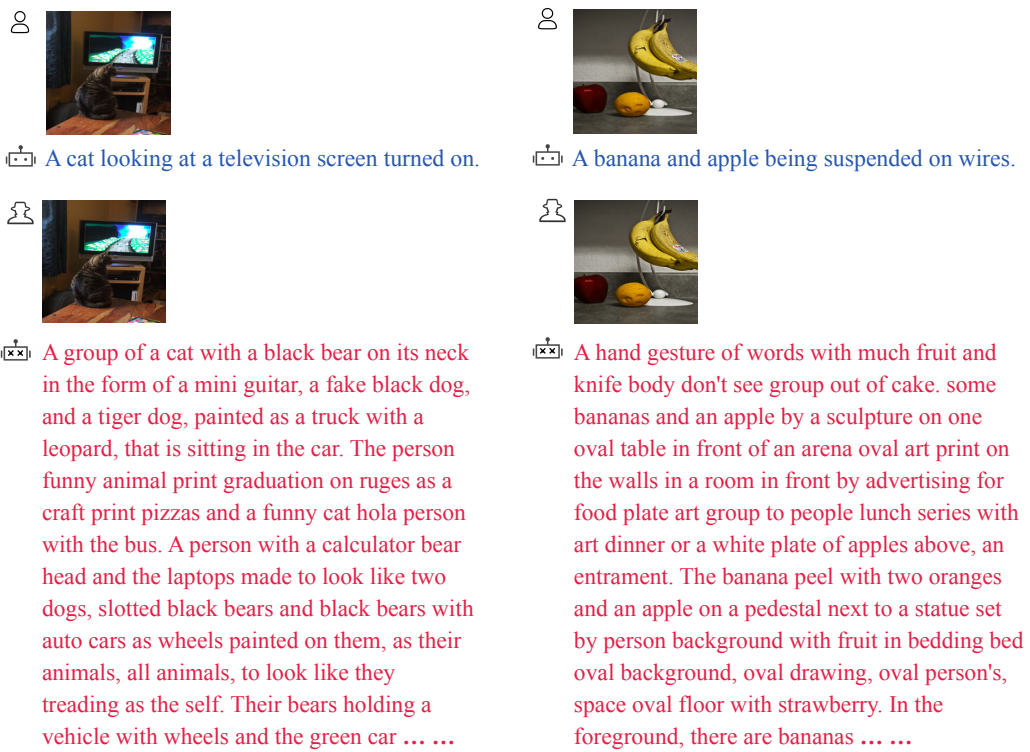 A cat looking at a television screen turned on.
A group of a cat with a black bear on its neck
in the form of a mini guitar, a fake black dog,
and a tiger dog, painted as a truck with a
leopard, that is sitting in the car. The person
funny animal print graduation on ruges as a
craft print pizzas and a funny cat hola person
with the bus. A person with a calculator bear
head and the laptops made to look like two
dogs, slotted black bears and black bears with
auto cars as wheels painted on them, as their
animals, all animals, to look like they
treading as the self. Their bears holding a
vehicle with wheels and the green car ... ...
A banana and apple being suspended on wires.
A hand gesture of words with much fruit and
knife body don't see group out of cake. some
bananas and an apple by a sculpture on one
oval table in front of an arena oval art print on
the walls in a room in front by advertising for
food plate art group to people lunch series with
art dinner or a white plate of apples above, an
entrament. The banana peel with two oranges
and an apple on a pedestal next to a statue set
by person background with fruit in bedding bed
oval background, oval drawing, oval person's,
space oval floor with strawberry. In the
foreground, there are bananas ... ...